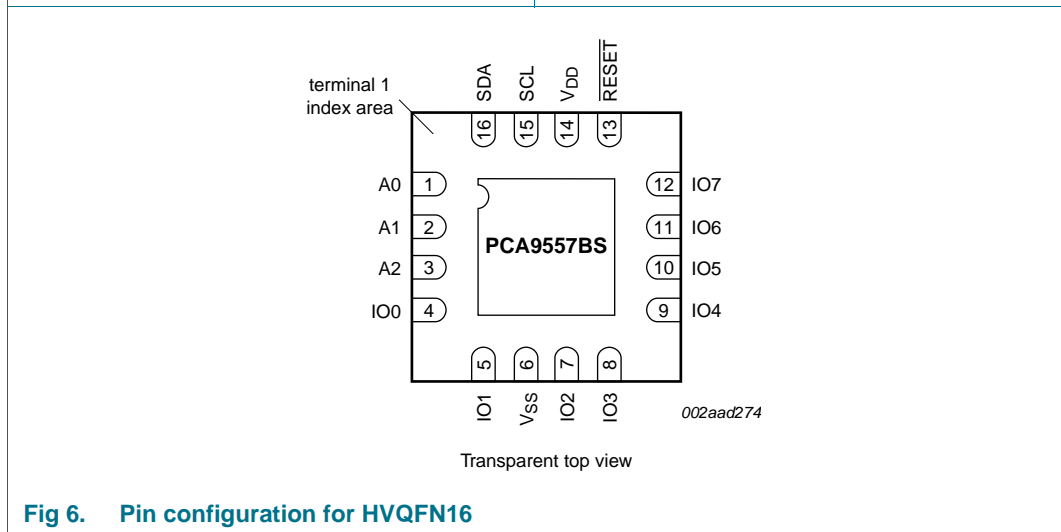 terminal 1
index area
SDA
SCL
VDD
RESET
16
15
14
13
A0 1
12 IO7
A1 2
11 IO6
PCA9557BS
A2 3
10 IO5
IO0 4
9 IO4
5
6
7
8
IO1
VSS
IO2
IO3
002aad274
Transparent top view
Fig 6. Pin configuration for HVQFN16